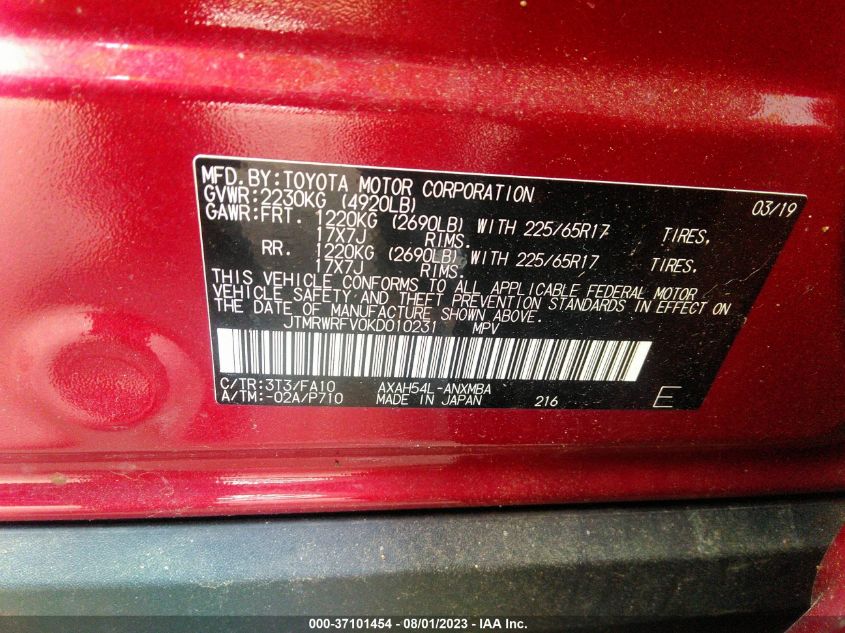 MFD.BY:TOYOTA MOTOR CORPORATION 03/19
GVWR:2230KG (4920LB)
GAWR:FRT. 1220KG (2690LB) WITH 225/65R17 TIRES,
17X7J RIMS.
RR. 1220KG (2690LB) WITH 225/65R17 TIRES,
17X7J RIMS.
THIS VEHICLE CONFORMS TO ALL APPLICABLE FEDERAL MOTOR
VEHICLE SAFETY AND THEFT PREVENTION STANDARDS IN EFFECT ON
THE DATE OF MANUFACTURE SHOWN ABOVE.
JTMRWRFV0KD010231 MPV
C/TR:3T3/FA10 AXAH54L-ANXMBA
A/TM:-02A/P710 MADE IN JAPAN 216 E
000-37101454 - 08/01/2023 - IAA Inc.